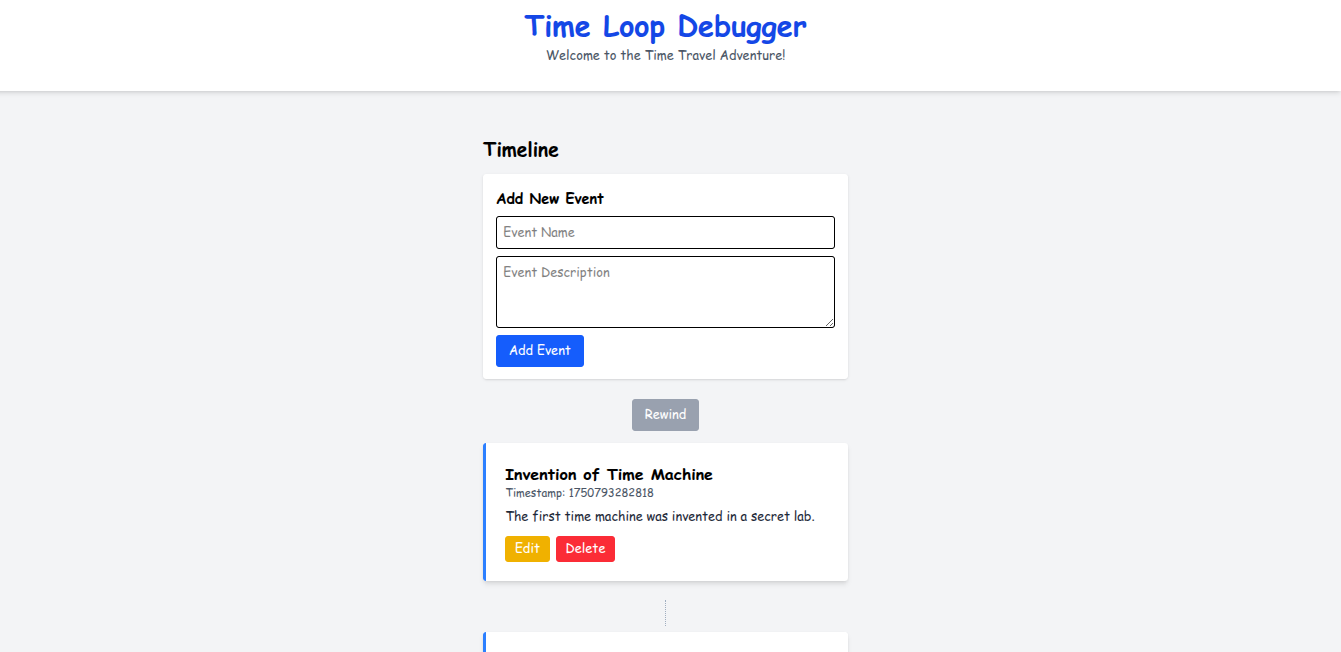 Time Loop Debugger
Welcome to the Time Travel Adventure!
Timeline
Add New Event
Event Name
Event Description
Add Event
Rewind
Invention of Time Machine
Timestamp: 1750793282818
The first time machine was invented in a secret lab.
Edit Delete